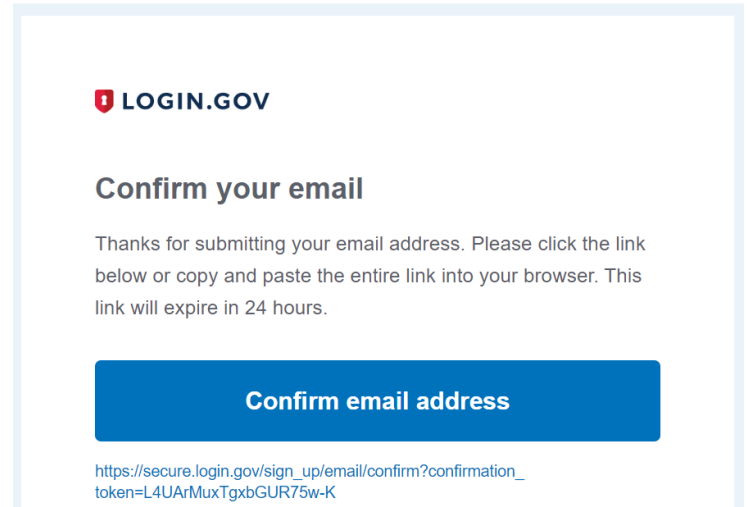 LOGIN.GOV
Confirm your email
Thanks for submitting your email address. Please click the link
below or copy and paste the entire link into your browser. This
link will expire in 24 hours.
Confirm email address
https://secure.login.gov/sign_up/email/confirm?confirmation_
token=L4UArMuxTgxbGUR75w-K